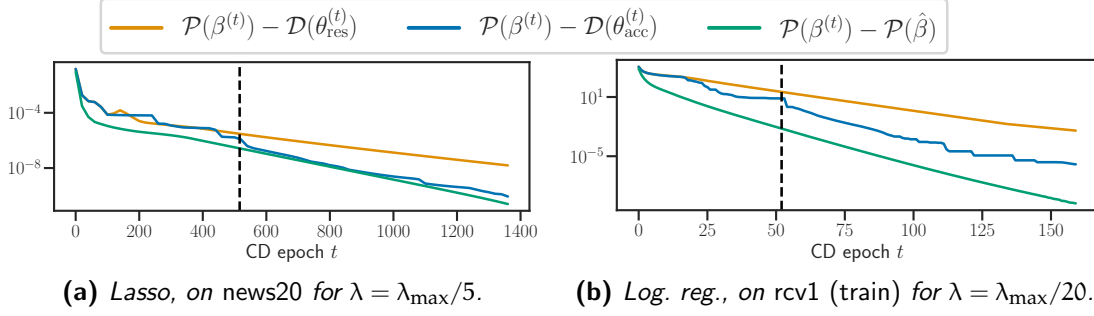 P(β^(t)) − D(θ_res^(t))    P(β^(t)) − D(θ_acc^(t))    P(β^(t)) − P(β̂)
10^−4
10^−8
0 200 400 600 800 1000 1200 1400
CD epoch t
(a) Lasso, on news20 for λ = λ_max/5.
10^1
10^−5
0 25 50 75 100 125 150
CD epoch t
(b) Log. reg., on rcv1 (train) for λ = λ_max/20.